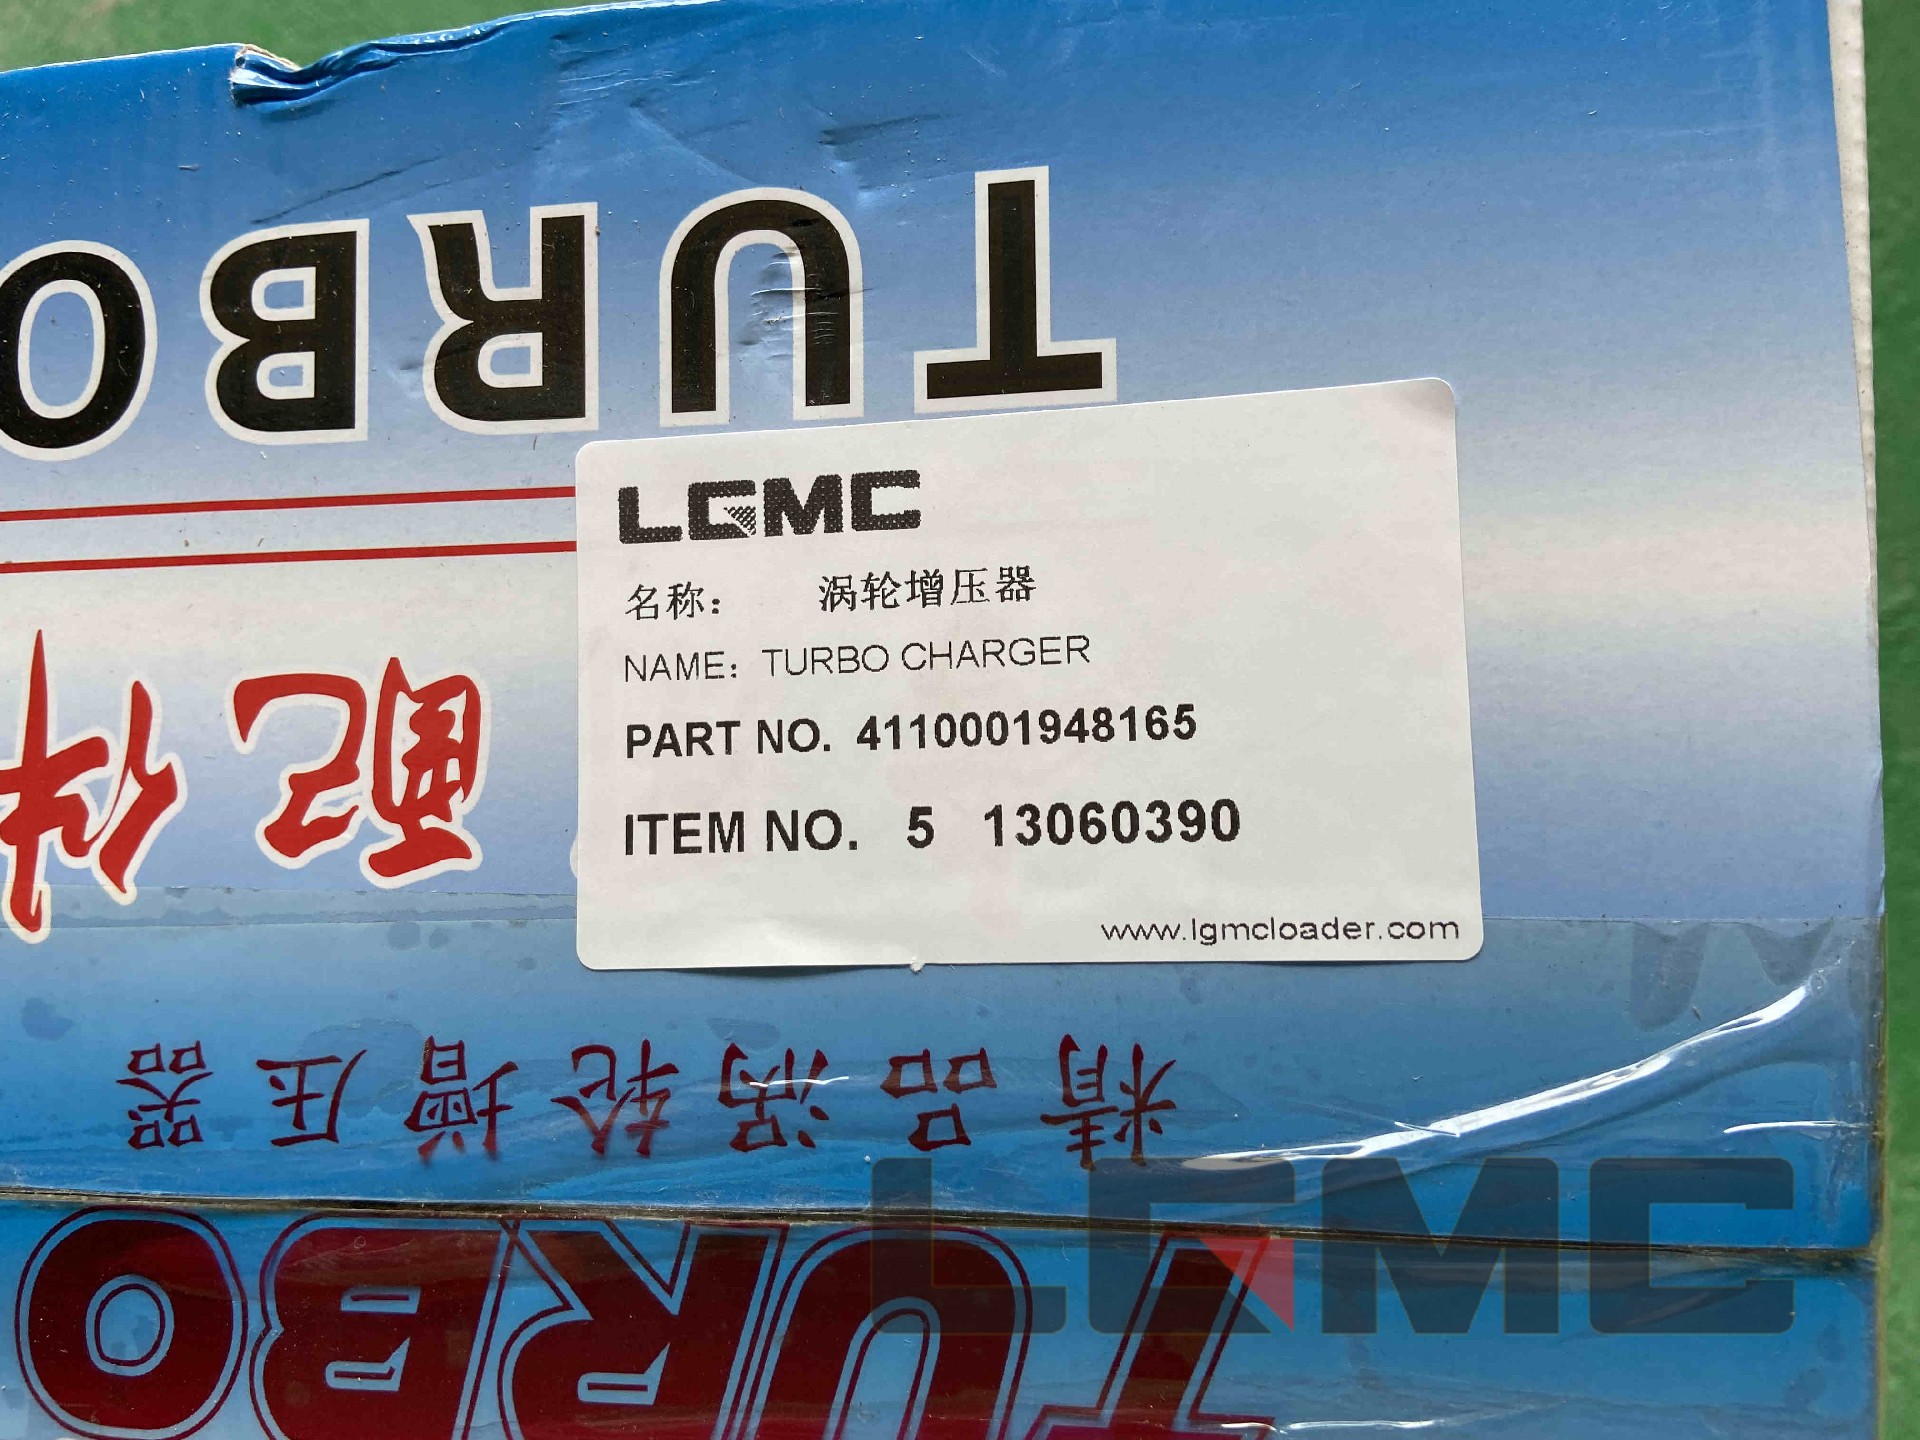 TURBO
LGMC
名称： 涡轮增压器
NAME: TURBO CHARGER
PART NO. 4110001948165
ITEM NO. 5 13060390
www.lgmcloader.com
精品涡轮增压器
LGMC
TURBO